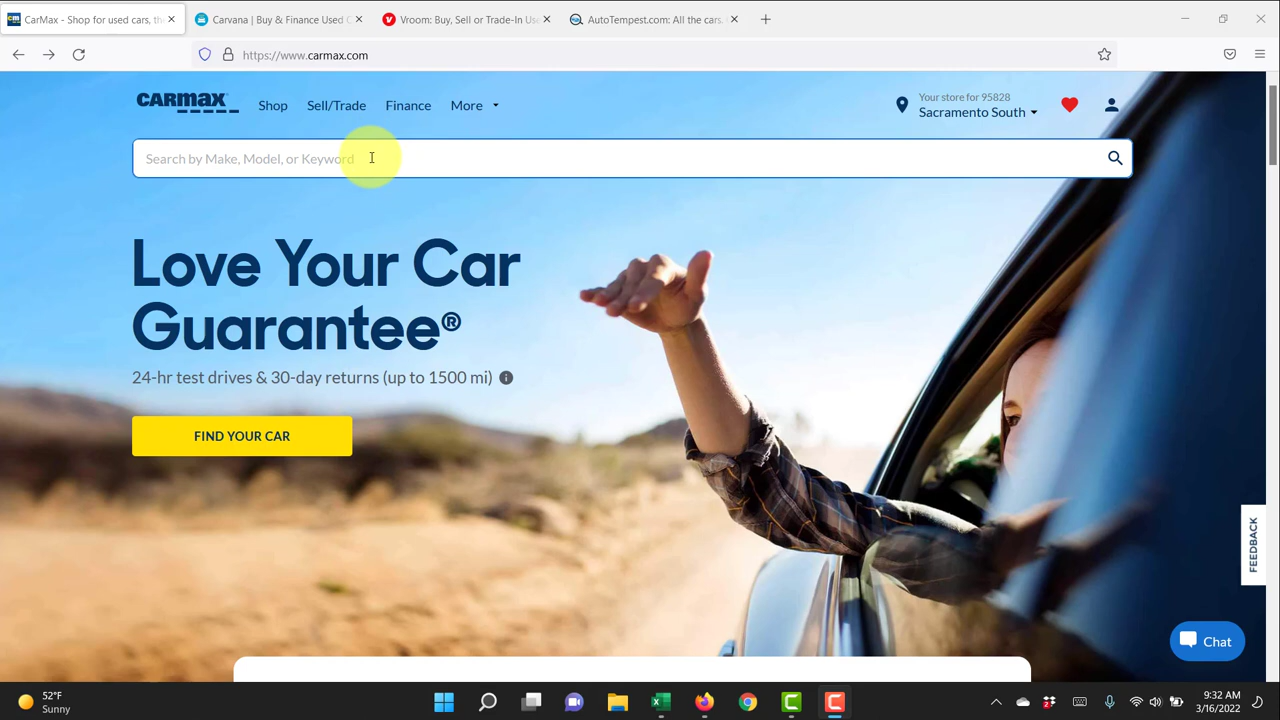 CarMax - Shop for used cars, the
Carvana | Buy & Finance Used C
Vroom: Buy, Sell or Trade-In Use
AutoTempest.com: All the cars.
https://www.carmax.com
CARMAX
Shop
Sell/Trade
Finance
More
Your store for 95828
Sacramento South
Search by Make, Model, or Keyword
Love Your Car
Guarantee®
24-hr test drives & 30-day returns (up to 1500 mi)
FIND YOUR CAR
FEEDBACK
Chat
52°F
Sunny
9:32 AM
3/16/2022